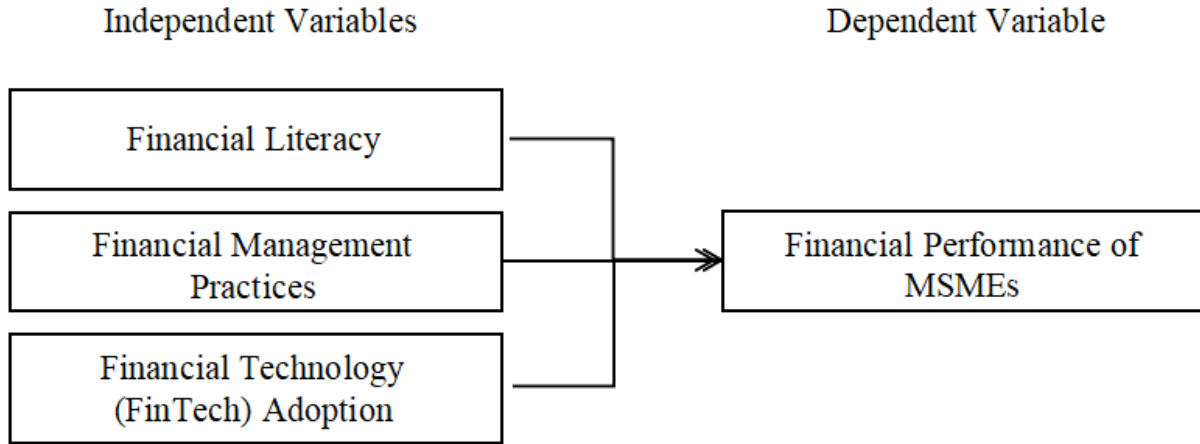 Independent Variables
Dependent Variable
Financial Literacy
Financial Management
Practices
Financial Performance of
MSMEs
Financial Technology
(FinTech) Adoption